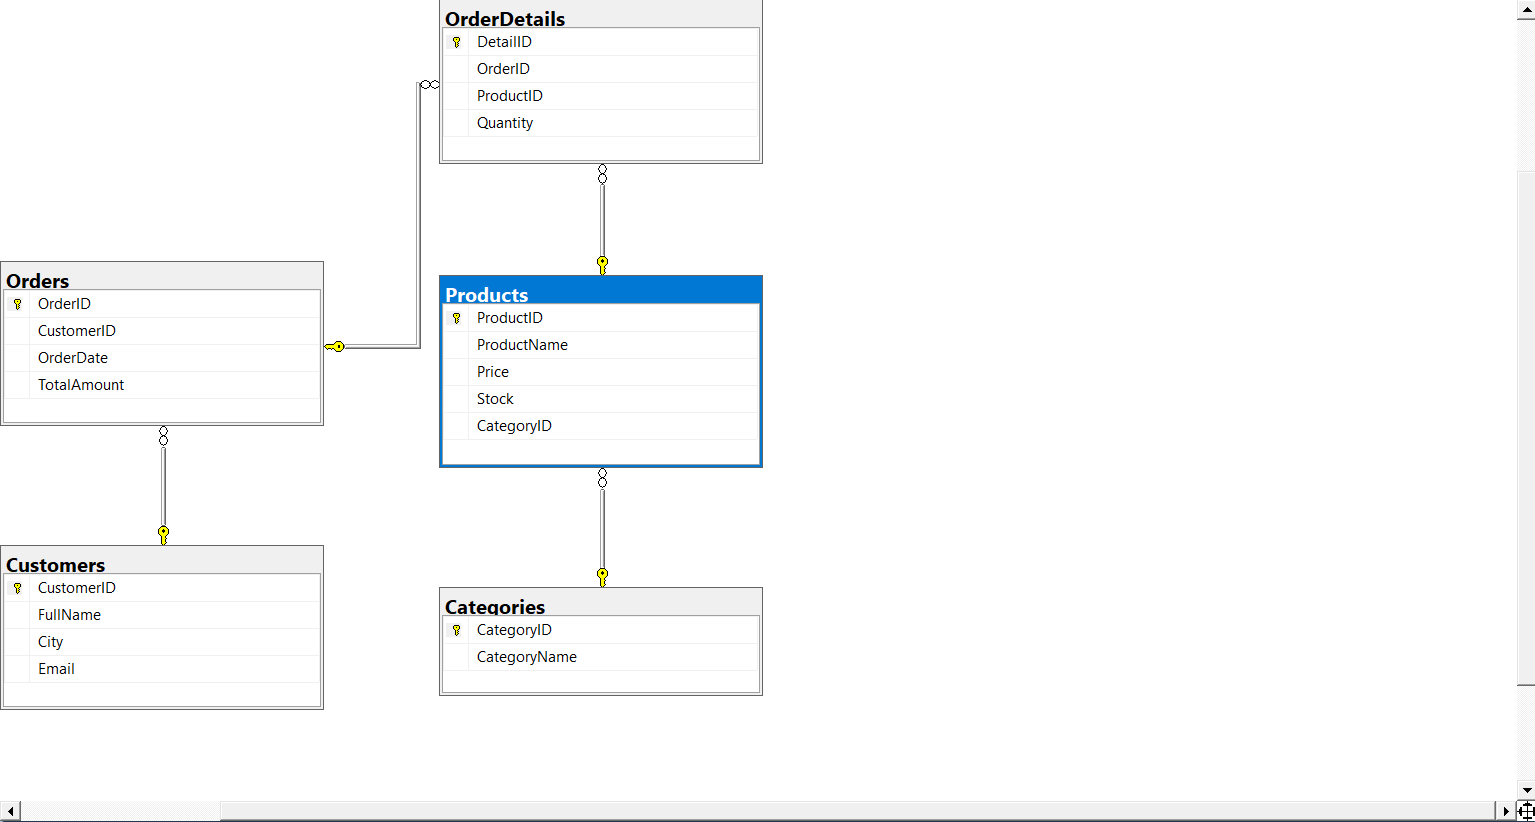 OrderDetails
DetailID
OrderID
ProductID
Quantity
Orders
OrderID
CustomerID
OrderDate
TotalAmount
Products
ProductID
ProductName
Price
Stock
CategoryID
Customers
CustomerID
FullName
City
Email
Categories
CategoryID
CategoryName